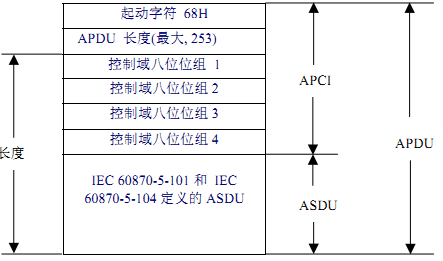 起动字符 68H
APDU 长度(最大, 253)
控制域八位位组 1
控制域八位位组 2
控制域八位位组 3
控制域八位位组 4
IEC 60870-5-101 和 IEC
60870-5-104 定义的 ASDU
长度
APCI
ASDU
APDU